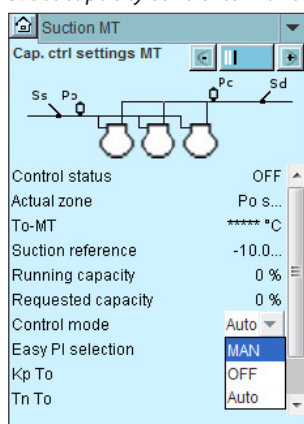 Suction MT
Cap. ctrl settings MT
Ss Po Pc Sd
Control status OFF
Actual zone Po s...
To-MT ***** °C
Suction reference -10.0...
Running capacity 0 %
Requested capacity 0 %
Control mode Auto
Easy PI selection MAN
Kp To OFF
Tn To Auto